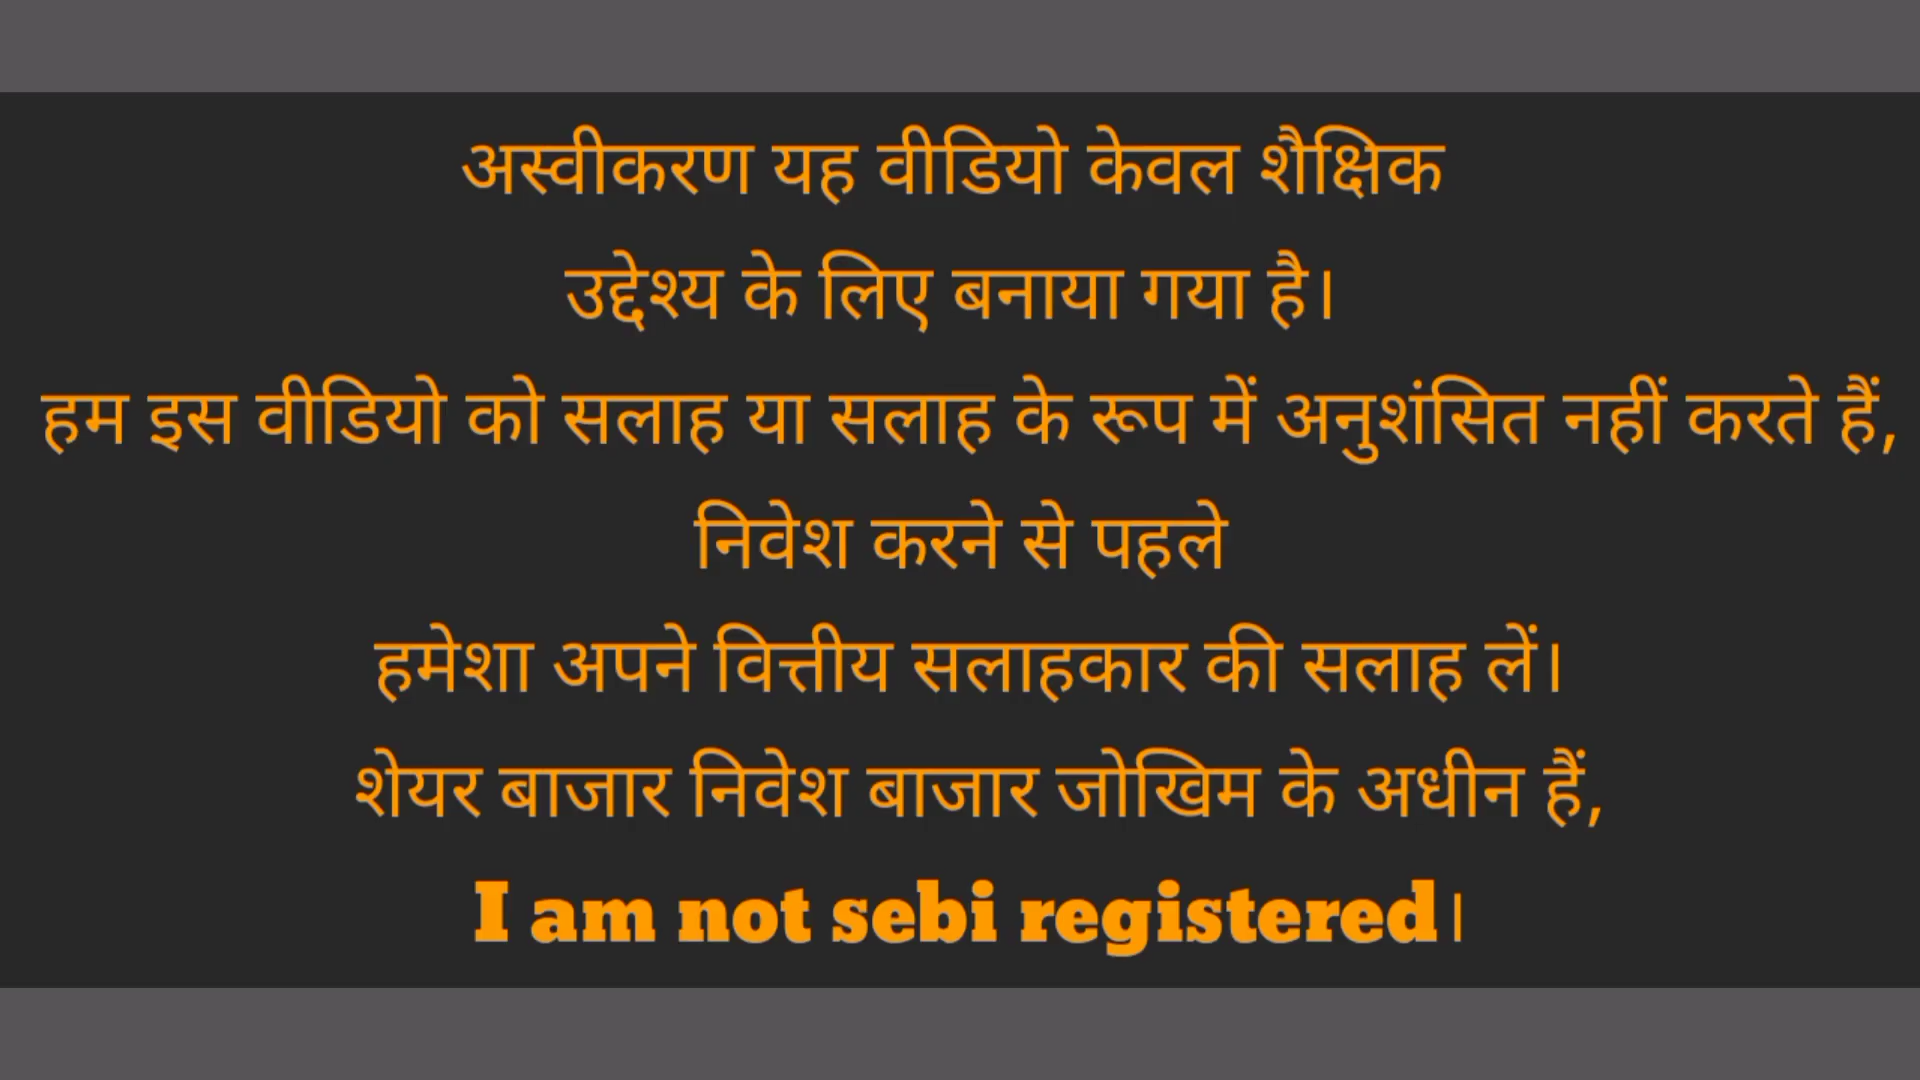 अस्वीकरण यह वीडियो केवल शैक्षिक
उद्देश्य के लिए बनाया गया है।
हम इस वीडियो को सलाह या सलाह के रूप में अनुशंसित नहीं करते हैं,
निवेश करने से पहले
हमेशा अपने वित्तीय सलाहकार की सलाह लें।
शेयर बाजार निवेश बाजार जोखिम के अधीन हैं,
I am not sebi registered।